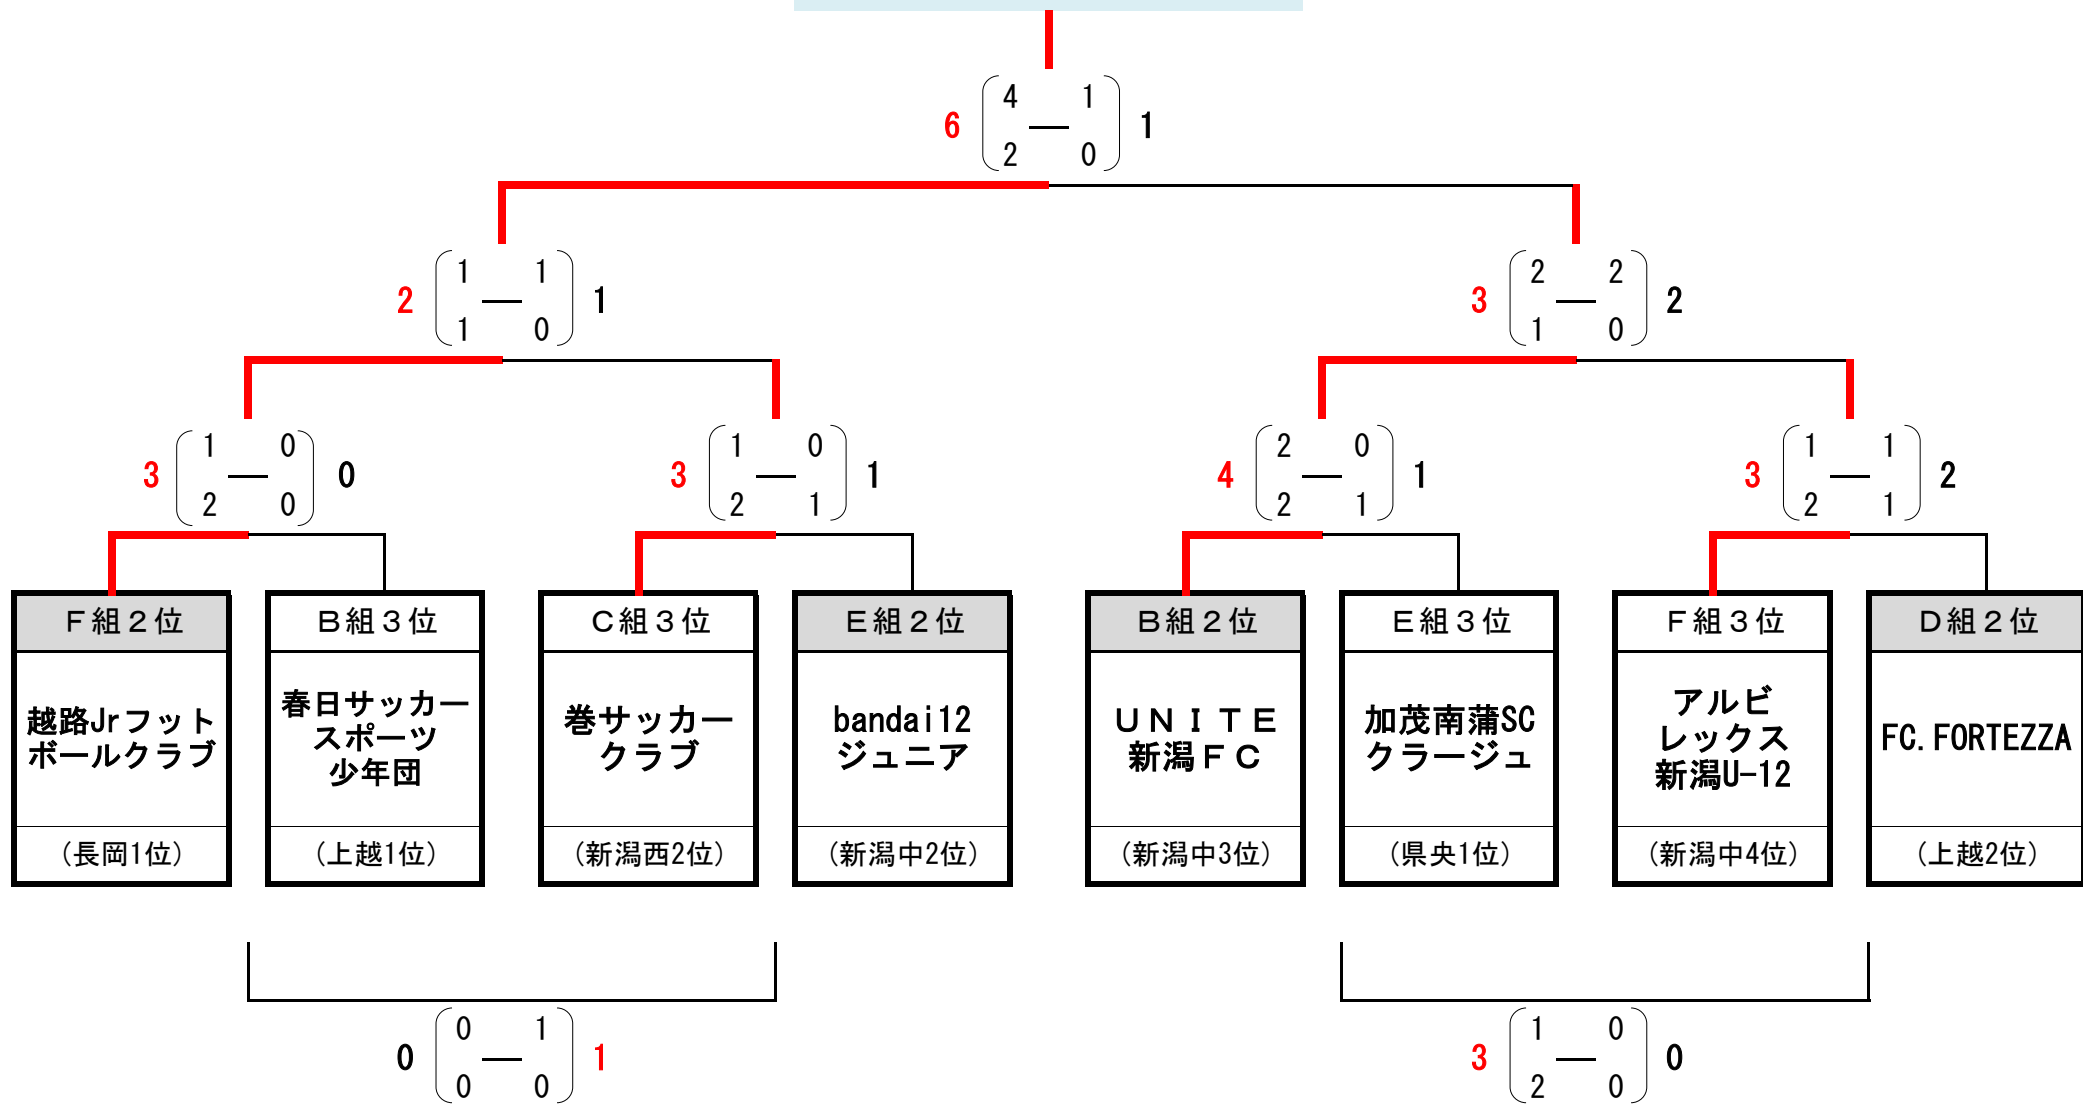 4 1
6 1
2 0
1 1 2 2
2 1 3 2
1 0 1 0
1 0 1 0 2 0 1 1
3 0 3 1 4 1 3 2
2 0 2 1 2 1 2 1
Ｆ組２位 Ｂ組３位 Ｃ組３位 Ｅ組２位 Ｂ組２位 Ｅ組３位 Ｆ組３位 Ｄ組２位
越路Jrフット
ボールクラブ
春日サッカー
スポーツ
少年団
巻サッカー
クラブ
bandai12
ジュニア
ＵＮＩＴＥ
新潟ＦＣ
加茂南蒲SC
クラージュ
アルビ
レックス
新潟U-12
FC.FORTEZZA
(長岡1位) (上越1位) (新潟西2位) (新潟中2位) (新潟中3位) (県央1位) (新潟中4位) (上越2位)
0 1 1 0
0 1 3 0
0 0 2 0